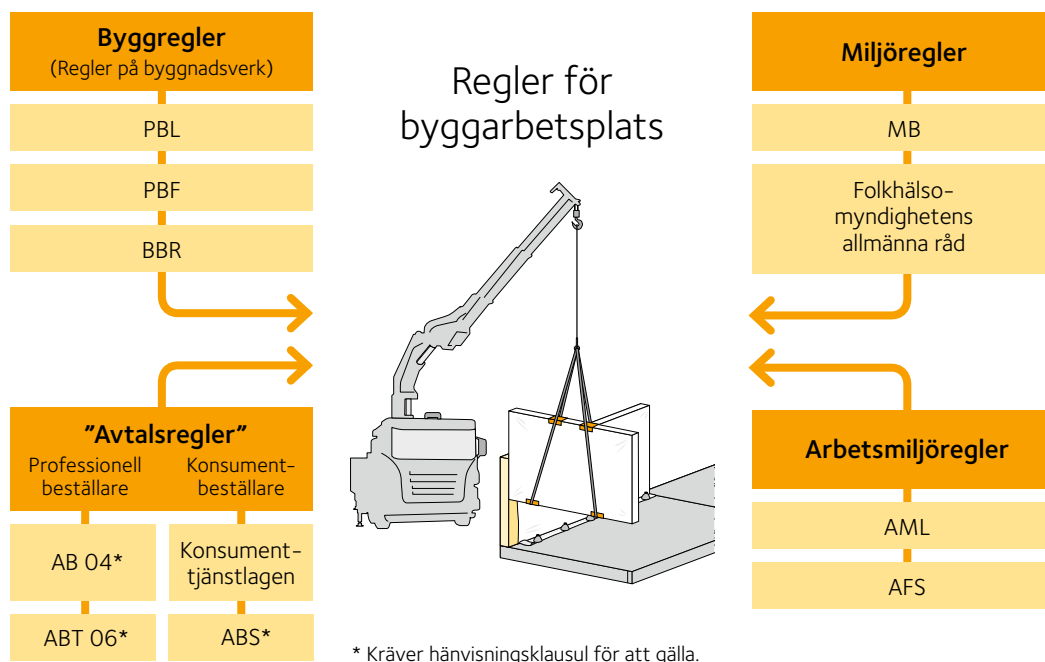 Byggregler
(Regler på byggnadsverk)
PBL
PBF
BBR
Regler för
byggarbetsplats
Miljöregler
MB
Folkhälso-
myndighetens
allmänna råd
”Avtalsregler”
Professionell
beställare
Konsument-
beställare
AB 04*
Konsument-
tjänstlagen
ABT 06*
ABS*
Arbetsmiljöregler
AML
AFS
* Kräver hänvisningsklausul för att gälla.